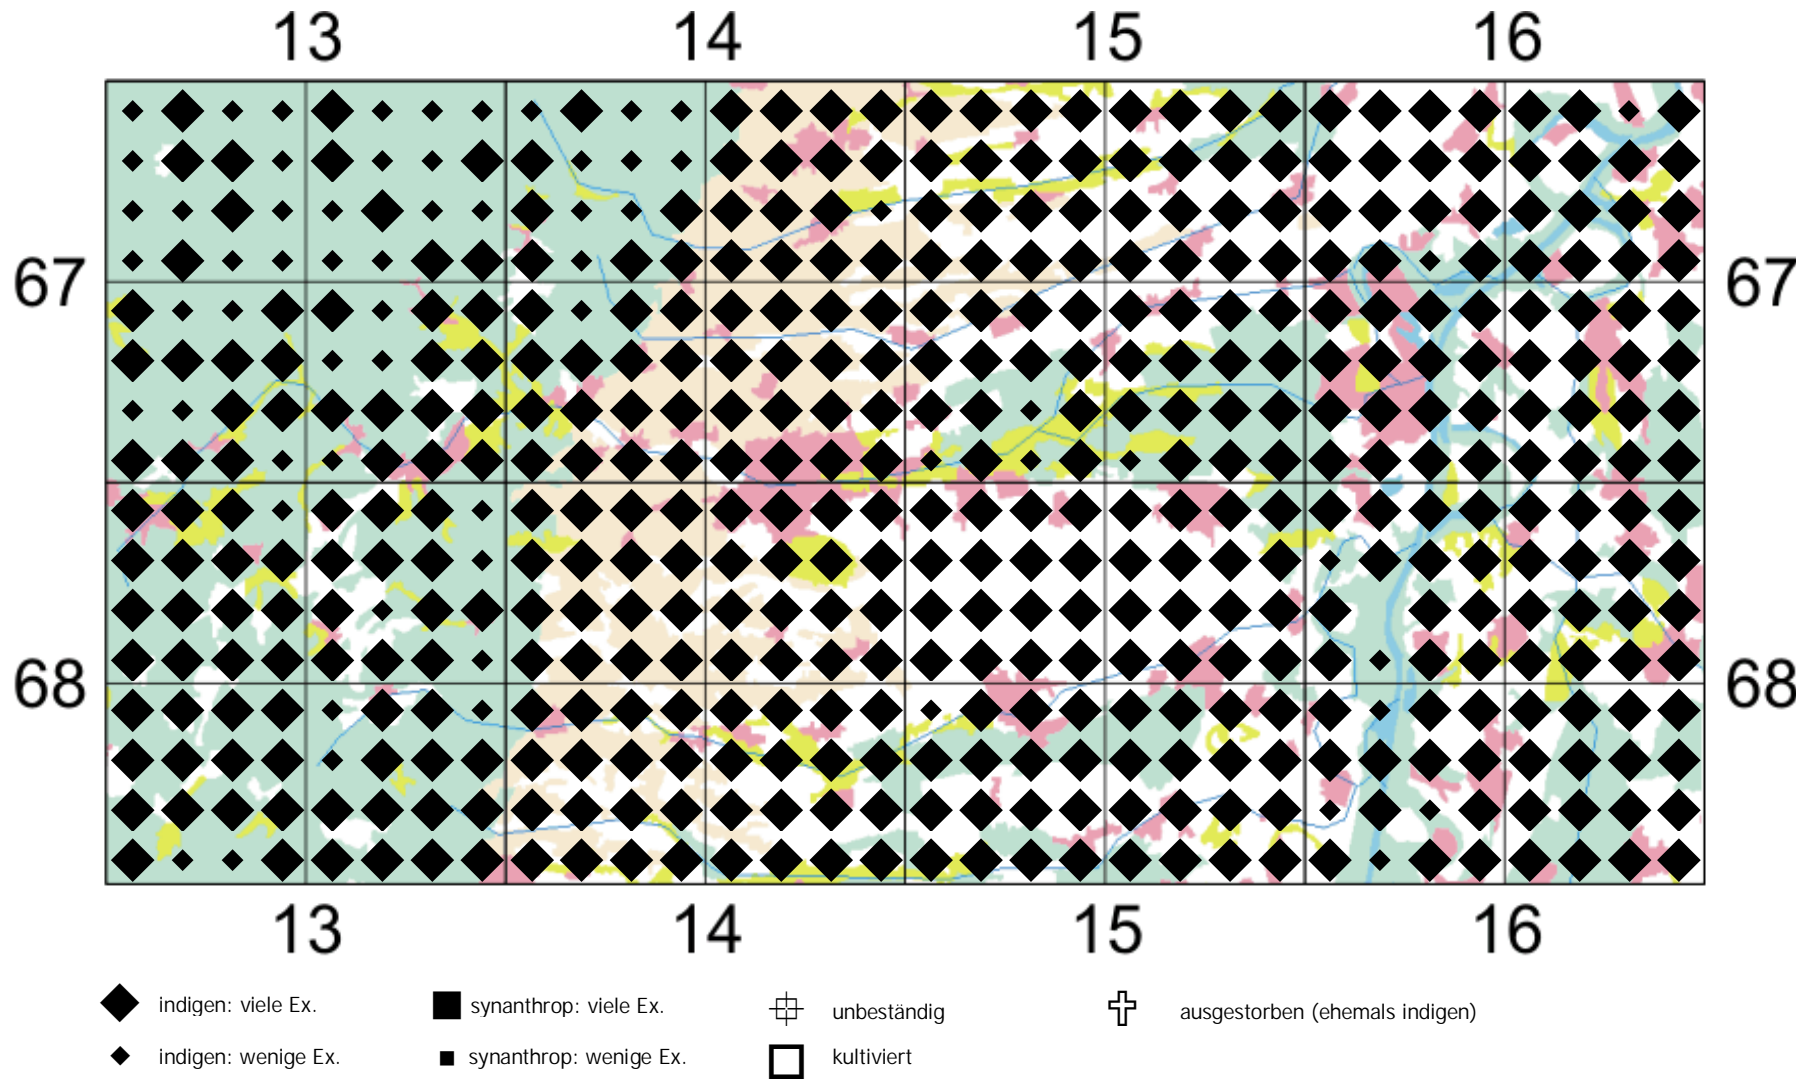 13 14 15 16
67 67
68 68
13 14 15 16
indigen: viele Ex. synanthrop: viele Ex. unbeständig ausgestorben (ehemals indigen)
indigen: wenige Ex. synanthrop: wenige Ex. kultiviert